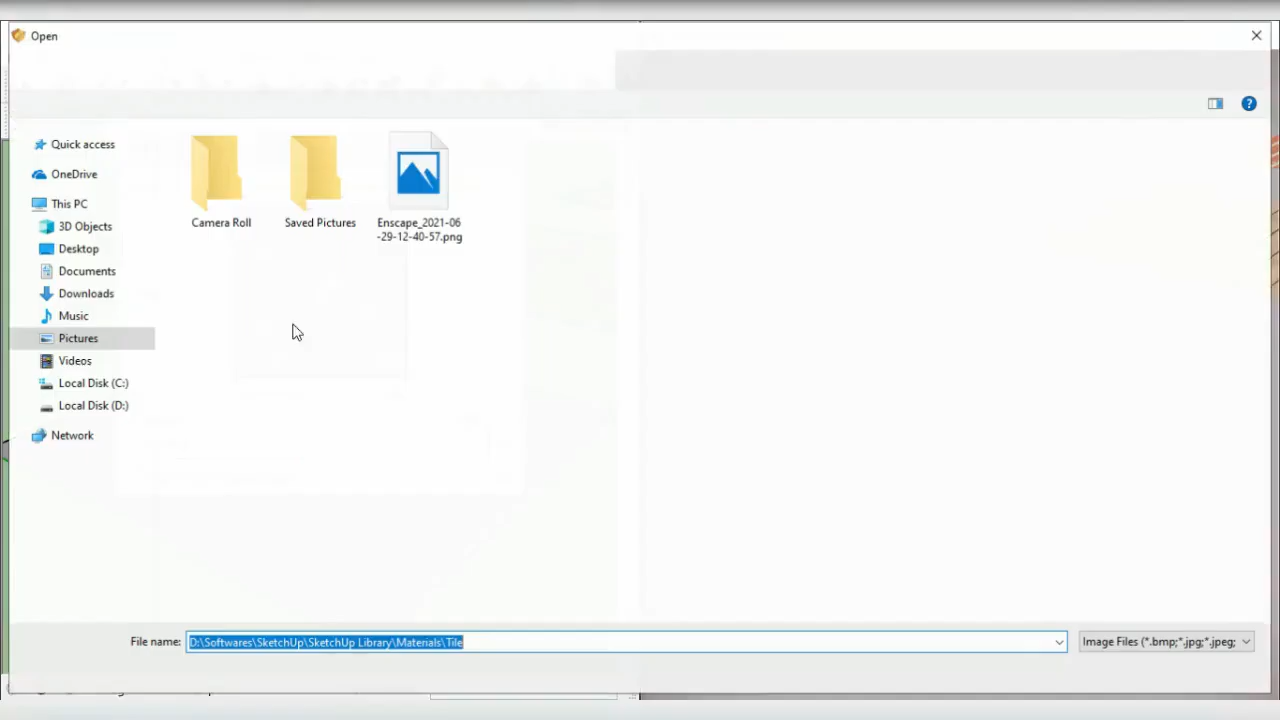 Open
Quick access
OneDrive
This PC
3D Objects
Desktop
Documents
Downloads
Music
Pictures
Videos
Local Disk (C:)
Local Disk (D:)
Network
Camera Roll
Saved Pictures
Enscape_2021-06
-29-12-40-57.png
File name: D:\Softwares\SketchUp\SketchUp Library\Materials\Tile
Image Files (*.bmp;*.jpg;*.jpeg;